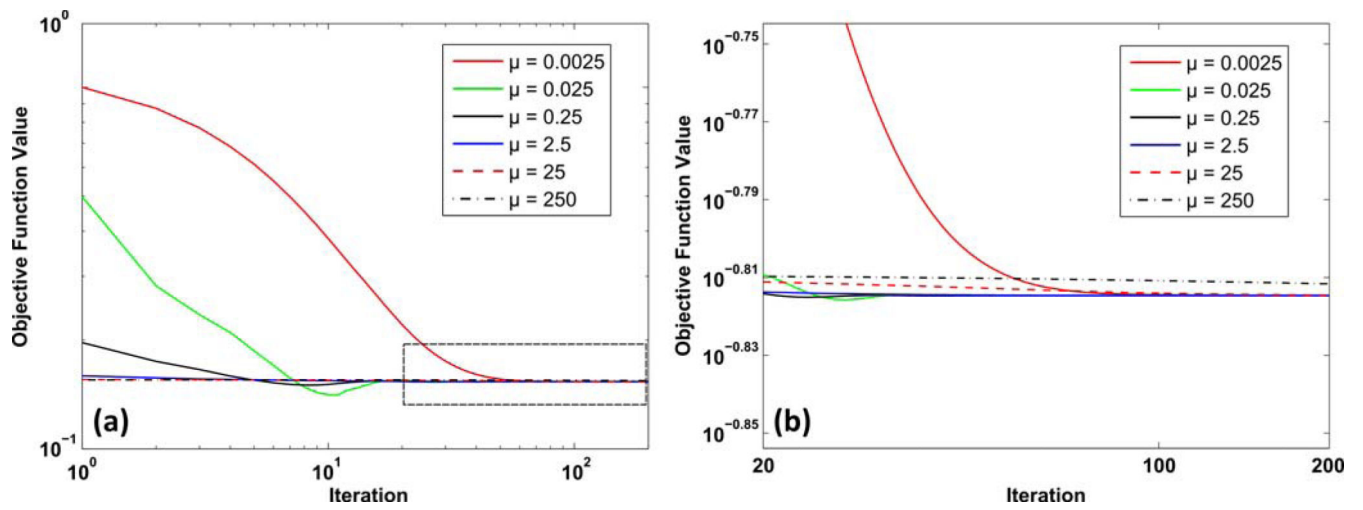 10^0
Objective Function Value
μ = 0.0025
μ = 0.025
μ = 0.25
μ = 2.5
μ = 25
μ = 250
(a)
10^-1
10^0
10^1
10^2
Iteration
10^-0.75
10^-0.77
10^-0.79
10^-0.81
10^-0.83
10^-0.85
Objective Function Value
μ = 0.0025
μ = 0.025
μ = 0.25
μ = 2.5
μ = 25
μ = 250
(b)
20
100
200
Iteration